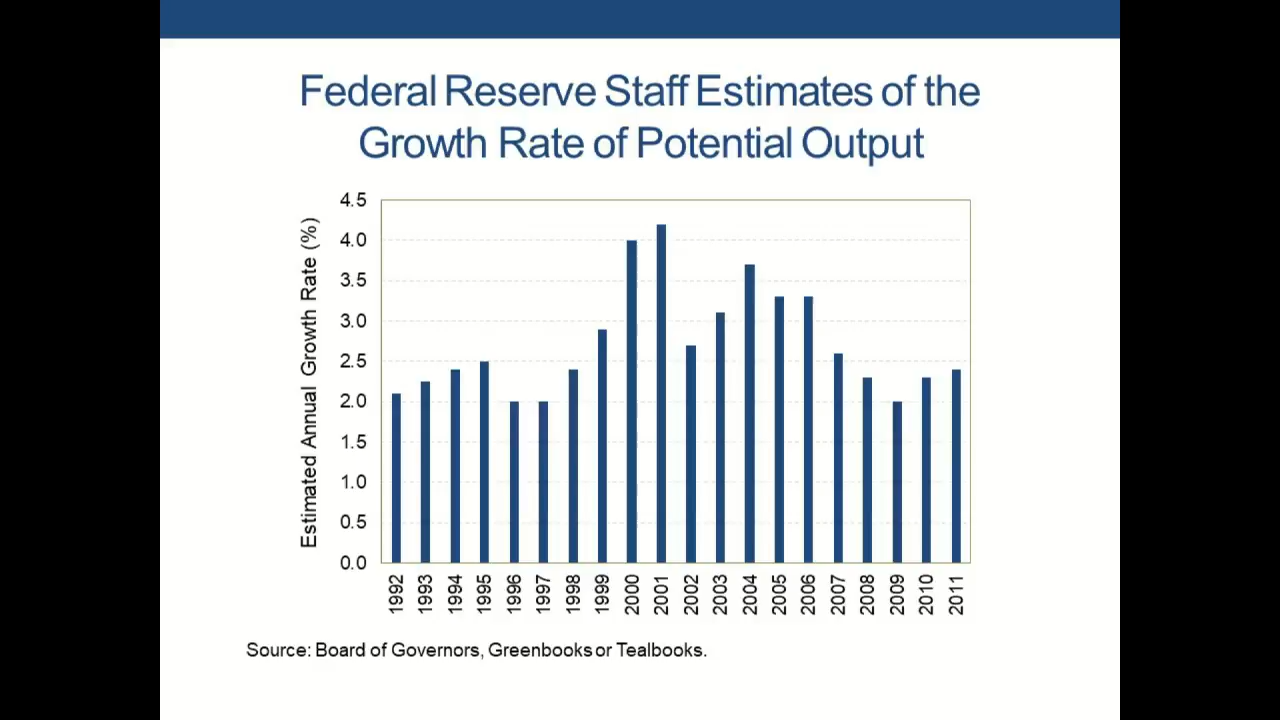 Federal Reserve Staff Estimates of the
Growth Rate of Potential Output
Estimated Annual Growth Rate (%)
4.5
4.0
3.5
3.0
2.5
2.0
1.5
1.0
0.5
0.0
1992 1993 1994 1995 1996 1997 1998 1999 2000 2001 2002 2003 2004 2005 2006 2007 2008 2009 2010 2011
Source: Board of Governors, Greenbooks or Tealbooks.